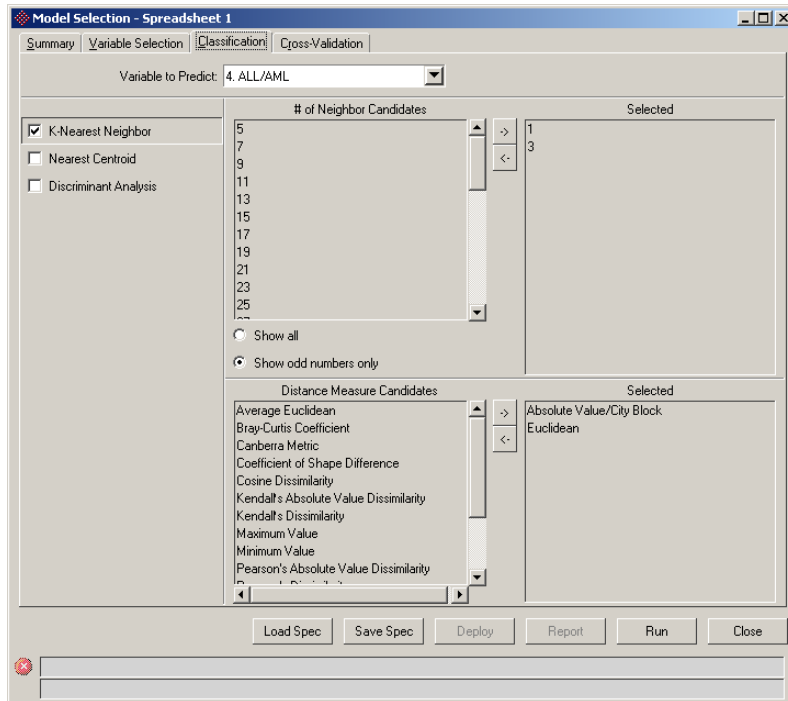 Model Selection - Spreadsheet 1
Summary
Variable Selection
Classification
Cross-Validation
Variable to Predict: 4. ALL/AML
K-Nearest Neighbor
Nearest Centroid
Discriminant Analysis
# of Neighbor Candidates
5
7
9
11
13
15
17
19
21
23
25
->
<-
Selected
1
3
Show all
Show odd numbers only
Distance Measure Candidates
Average Euclidean
Bray-Curtis Coefficient
Canberra Metric
Coefficient of Shape Difference
Cosine Dissimilarity
Kendall's Absolute Value Dissimilarity
Kendall's Dissimilarity
Maximum Value
Minimum Value
Pearson's Absolute Value Dissimilarity
->
<-
Selected
Absolute Value/City Block
Euclidean
Load Spec
Save Spec
Deploy
Report
Run
Close